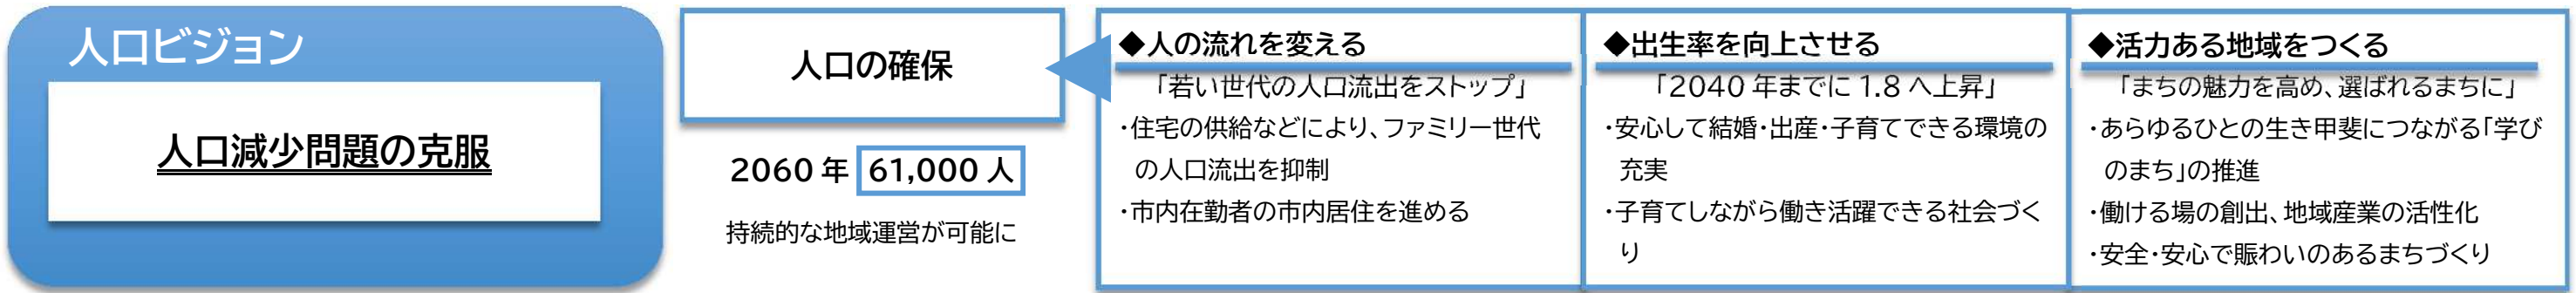 人口ビジョン
人口減少問題の克服
人口の確保
2060年 61,000人
持続的な地域運営が可能に
◆人の流れを変える
「若い世代の人口流出をストップ」
・住宅の供給などにより、ファミリー世代
の人口流出を抑制
・市内在勤者の市内居住を進める
◆出生率を向上させる
「2040年までに1.8へ上昇」
・安心して結婚・出産・子育てできる環境の
充実
・子育てしながら働き活躍できる社会づく
り
◆活力ある地域をつくる
「まちの魅力を高め、選ばれるまちに」
・あらゆるひとの生き甲斐につながる「学び
のまち」の推進
・働ける場の創出、地域産業の活性化
・安全・安心で賑わいのあるまちづくり